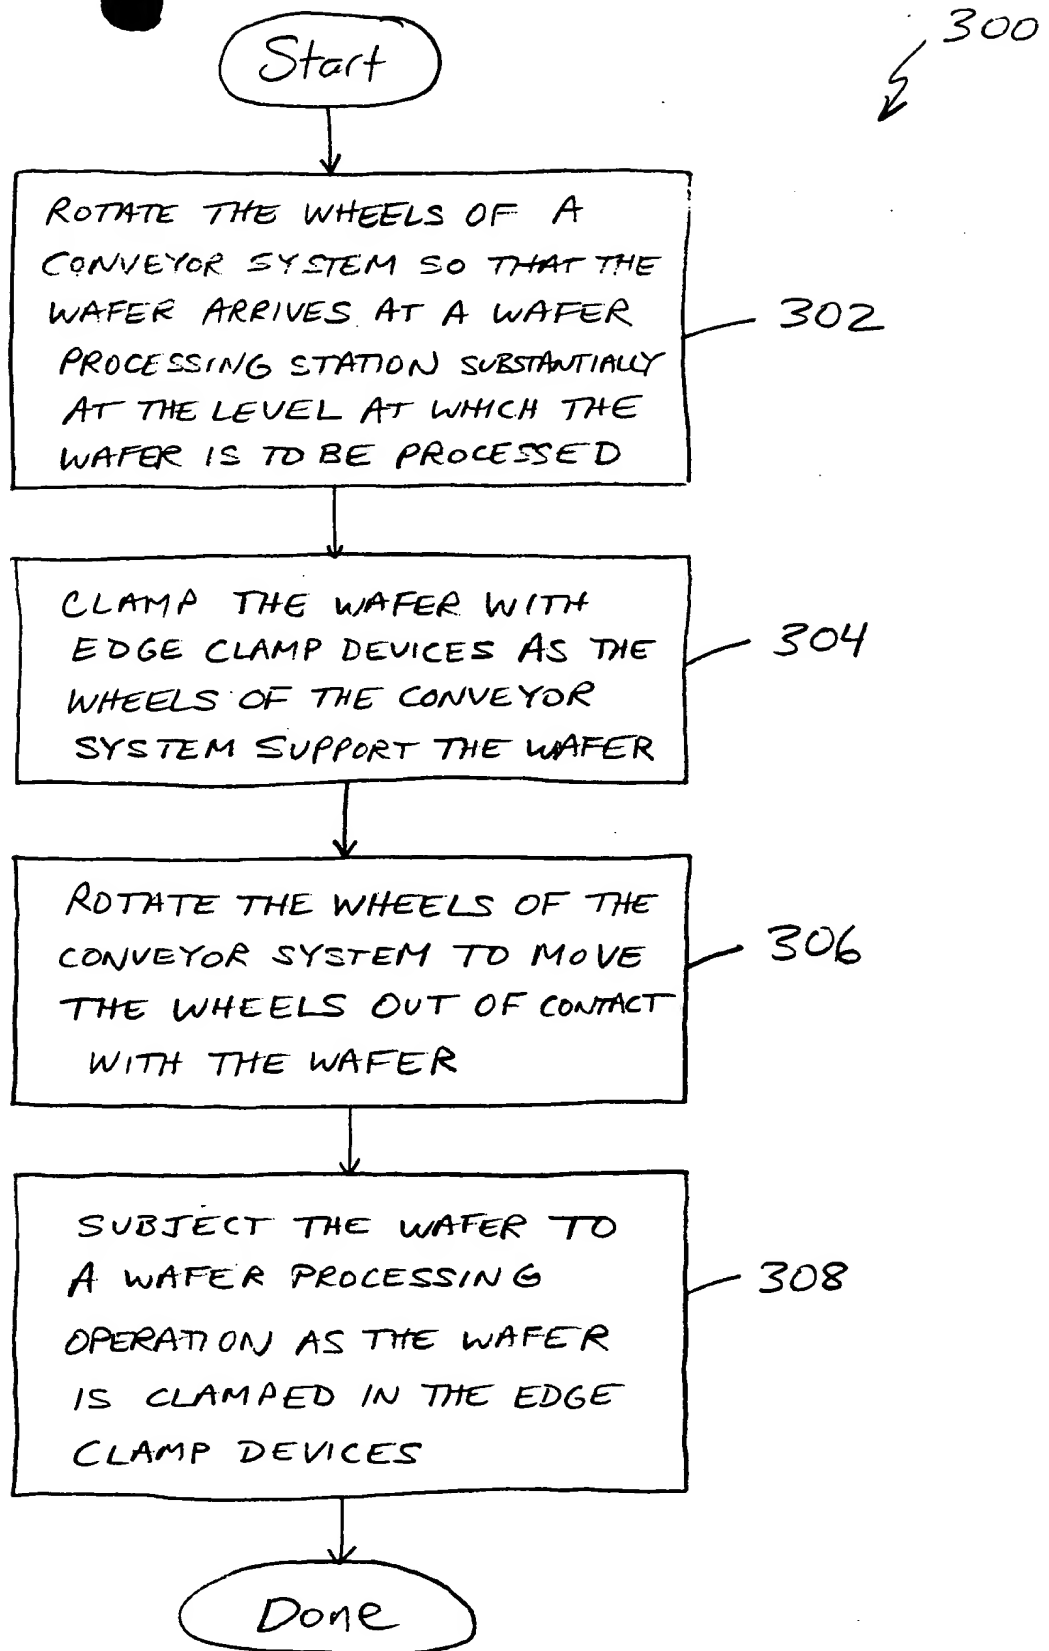 300
Start
ROTATE THE WHEELS OF A
CONVEYOR SYSTEM SO THAT THE
WAFER ARRIVES AT A WAFER
PROCESSING STATION SUBSTANTIALLY
AT THE LEVEL AT WHICH THE
WAFER IS TO BE PROCESSED
302
CLAMP THE WAFER WITH
EDGE CLAMP DEVICES AS THE
WHEELS OF THE CONVEYOR
SYSTEM SUPPORT THE WAFER
304
ROTATE THE WHEELS OF THE
CONVEYOR SYSTEM TO MOVE
THE WHEELS OUT OF CONTACT
WITH THE WAFER
306
SUBJECT THE WAFER TO
A WAFER PROCESSING
OPERATION AS THE WAFER
IS CLAMPED IN THE EDGE
CLAMP DEVICES
308
Done